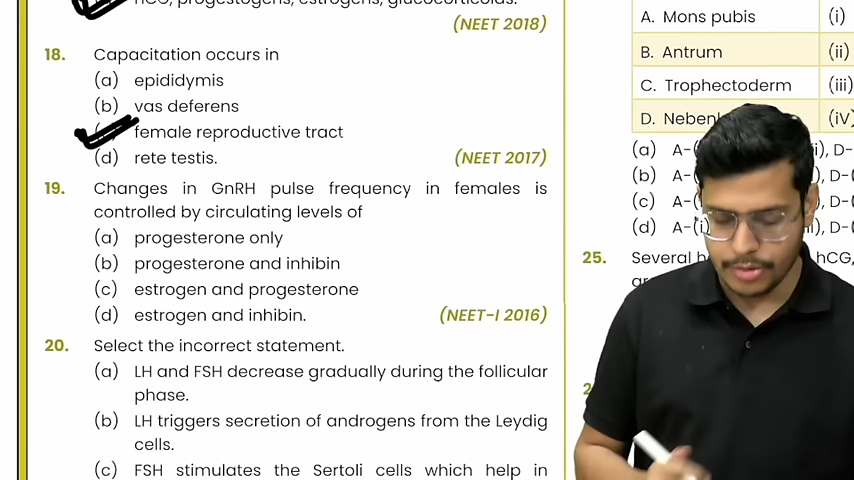 hCG, progestogens, estrogens, glucocorticoids.
(NEET 2018)
18. Capacitation occurs in
(a) epididymis
(b) vas deferens
female reproductive tract
(d) rete testis. (NEET 2017)
19. Changes in GnRH pulse frequency in females is
controlled by circulating levels of
(a) progesterone only
(b) progesterone and inhibin
(c) estrogen and progesterone
(d) estrogen and inhibin. (NEET-I 2016)
20. Select the incorrect statement.
(a) LH and FSH decrease gradually during the follicular
phase.
(b) LH triggers secretion of androgens from the Leydig
cells.
(c) FSH stimulates the Sertoli cells which help in
A. Mons pubis (i)
B. Antrum (ii)
C. Trophectoderm (iii)
D. (iv)
(a) A- D-
(b) A- D-(
(c) A-( D-(
(d) A-(i) D-(
25. Several hCG,